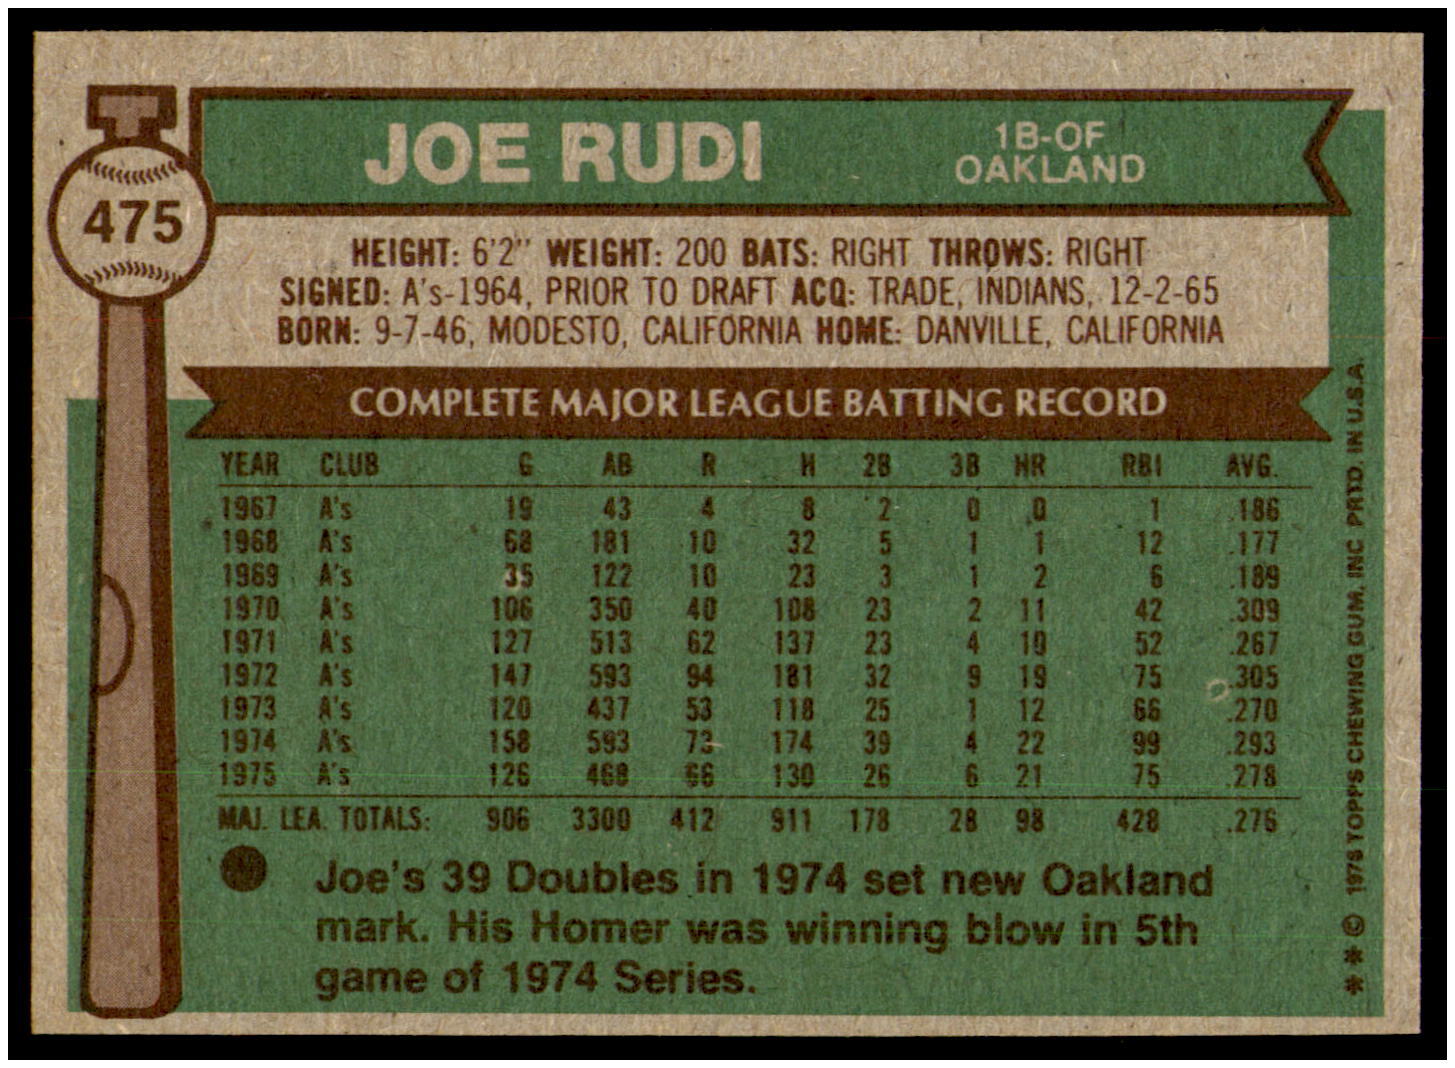 JOE RUDI
1B-OF
OAKLAND
475
HEIGHT: 6'2" WEIGHT: 200 BATS: RIGHT THROWS: RIGHT
SIGNED: A's-1964, PRIOR TO DRAFT ACQ: TRADE, INDIANS, 12-2-65
BORN: 9-7-46, MODESTO, CALIFORNIA HOME: DANVILLE, CALIFORNIA
COMPLETE MAJOR LEAGUE BATTING RECORD
YEAR CLUB G AB R H 2B 3B HR RBI AVG.
1967 A's 19 43 4 8 2 0 0 1 .186
1968 A's 68 181 10 32 5 1 1 12 .177
1969 A's 35 122 10 23 3 1 2 6 .189
1970 A's 106 350 40 108 23 2 11 42 .309
1971 A's 127 513 62 137 23 4 10 52 .267
1972 A's 147 593 94 181 32 9 19 75 .305
1973 A's 120 437 53 118 25 1 12 66 .270
1974 A's 158 593 73 174 39 4 22 99 .293
1975 A's 126 468 66 130 26 6 21 75 .278
MAJ. LEA. TOTALS: 906 3300 412 911 178 28 98 428 .276
Joe's 39 Doubles in 1974 set new Oakland
mark. His Homer was winning blow in 5th
game of 1974 Series.
** © 1976 TOPPS CHEWING GUM, INC PRTD. IN U.S.A.